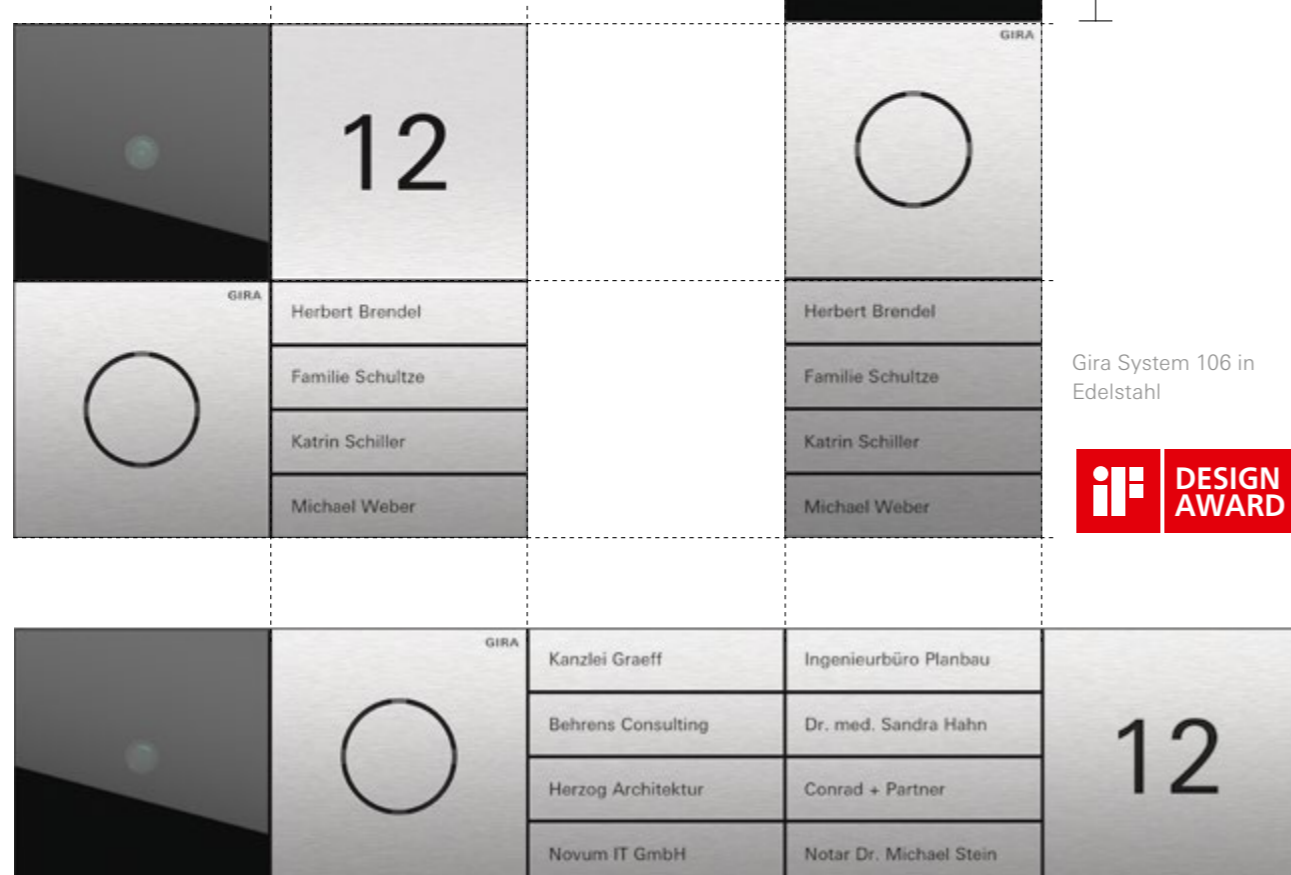 GIRA
12
GIRA
Herbert Brendel
Familie Schultze
Katrin Schiller
Michael Weber
Herbert Brendel
Familie Schultze
Katrin Schiller
Michael Weber
Gira System 106 in
Edelstahl
iF DESIGN
AWARD
GIRA
Kanzlei Graeff
Behrens Consulting
Herzog Architektur
Novum IT GmbH
Ingenieurbüro Planbau
Dr. med. Sandra Hahn
Conrad + Partner
Notar Dr. Michael Stein
12